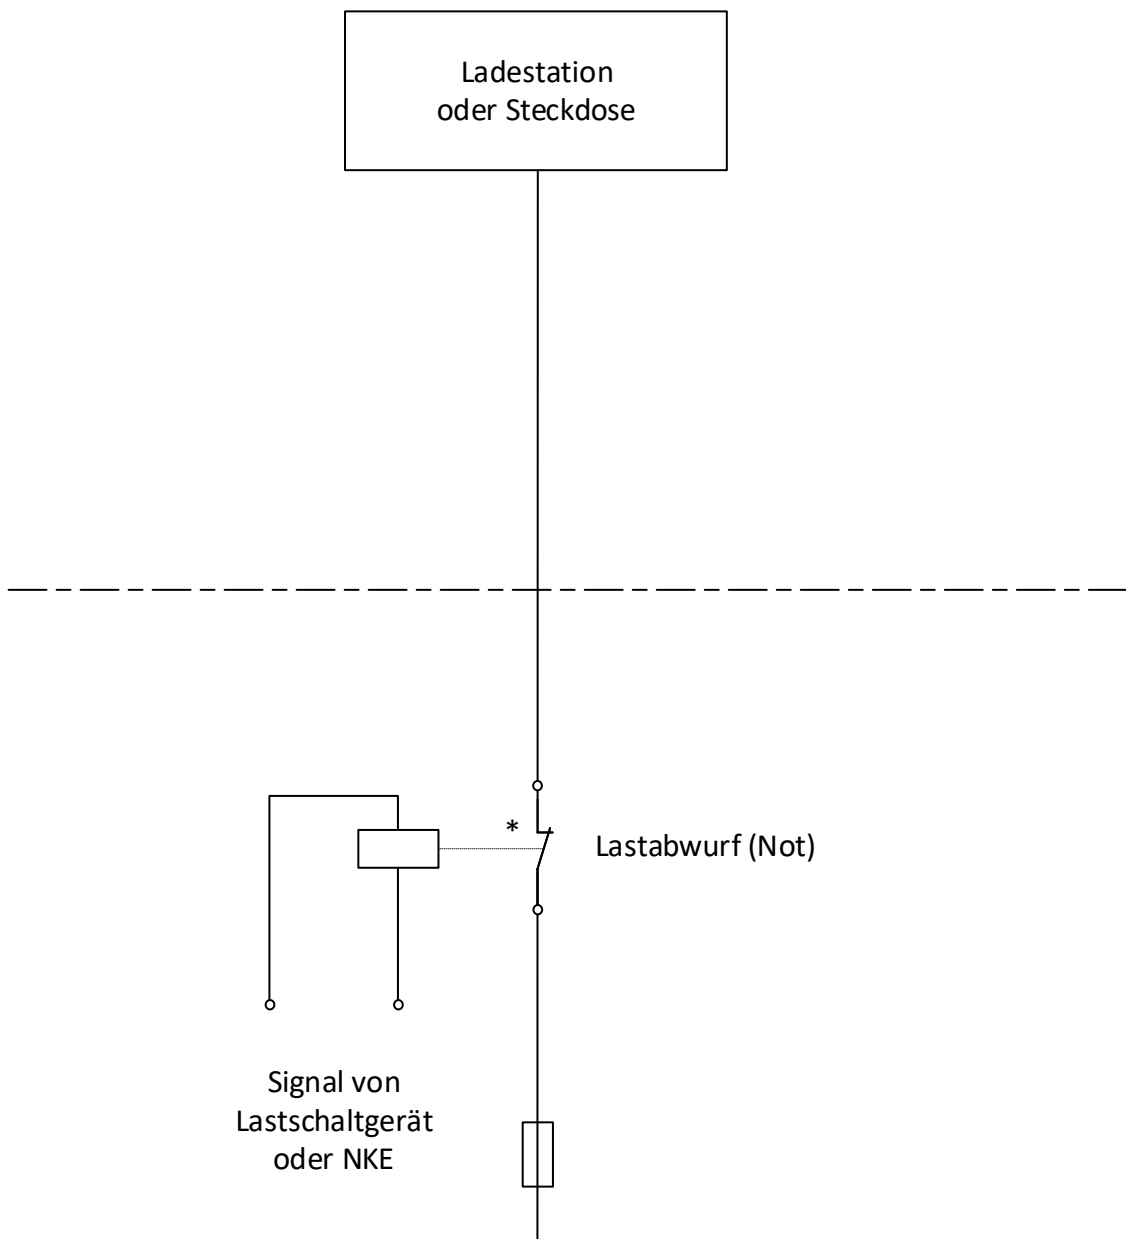 Ladestation
oder Steckdose
*
Lastabwurf (Not)
Signal von
Lastschaltgerät
oder NKE